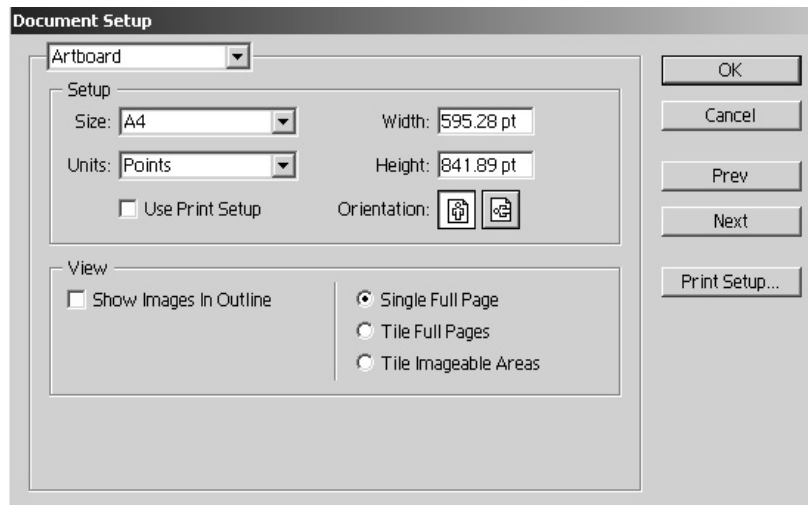 Document Setup
Artboard
OK
Setup
Size: A4
Width: 595.28 pt
Cancel
Units: Points
Height: 841.89 pt
Prev
Use Print Setup
Orientation:
Next
View
Show Images In Outline
Single Full Page
Print Setup...
Tile Full Pages
Tile Imageable Areas